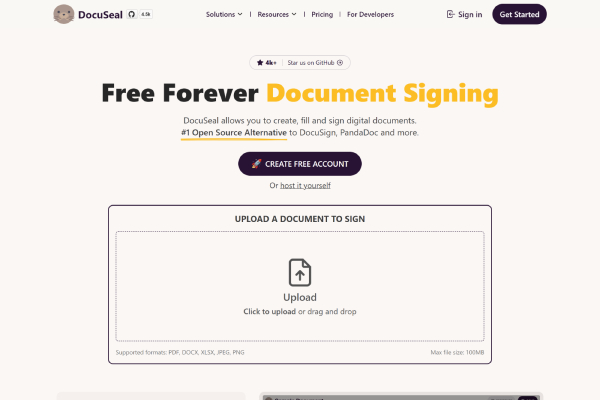 DocuSeal 6.5k Solutions | Resources | Pricing | For Developers Sign in Get Started
4k+ | Star us on GitHub
Free Forever Document Signing
DocuSeal allows you to create, fill and sign digital documents.
#1 Open Source Alternative to DocuSign, PandaDoc and more.
🚀 CREATE FREE ACCOUNT
Or host it yourself
UPLOAD A DOCUMENT TO SIGN
Upload
Click to upload or drag and drop
Supported formats: PDF, DOCX, XLSX, JPEG, PNG Max file size: 100MB